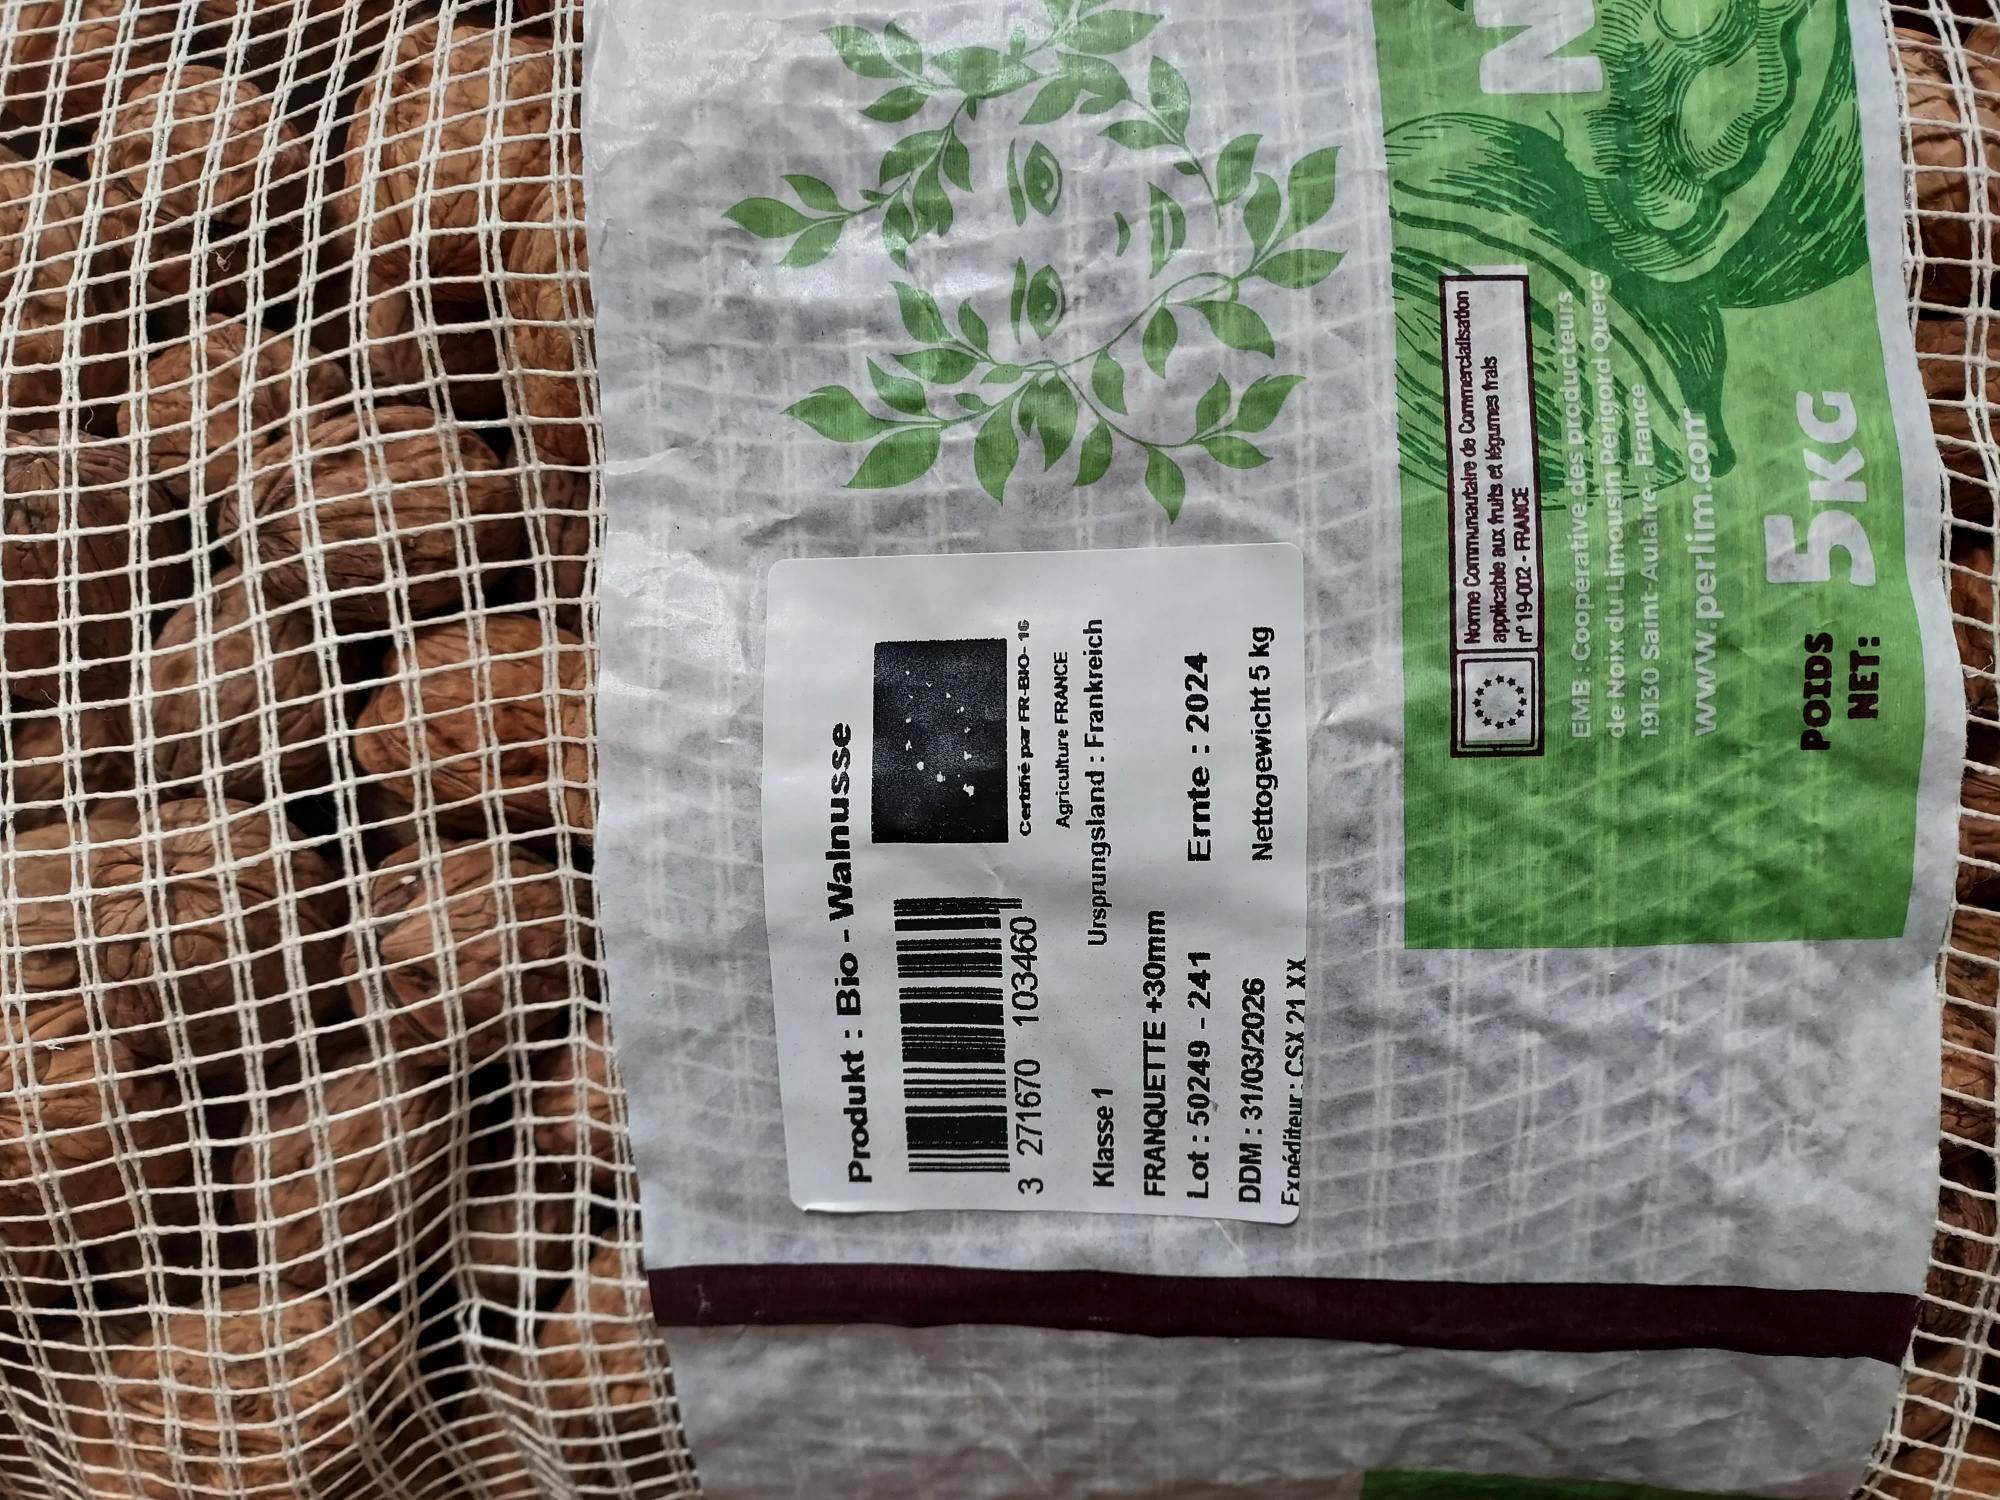 Produkt : Bio - Walnusse
3 271670 103460
Certifié par FR-BIO- 16
Agriculture FRANCE
Klasse 1
Ursprungsland : Frankreich
FRANQUETTE +30mm
Lot : 50249 - 241
Ernte : 2024
DDM : 31/03/2026
Nettogewicht 5 kg
Expéditeur : CSX 21 XX
N
Norme Communautaire de Commercialisation
applicable aux fruits et légumes frais
n° 19-002 - FRANCE
EMB : Coopérative des producteurs
de Noix du Limousin Périgord Querc
19130 Saint-Aulaire - France
www.perlim.com
POIDS
NET:
5KG